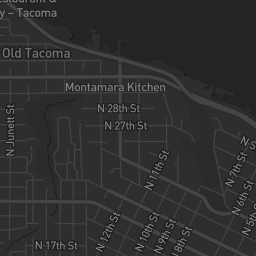 staurant &
y – Tacoma
Old Tacoma
Montamara Kitchen
N 28th St
N 27th St
N Junett St
N S
N 7th St
N 6th St
N 5th St
N 11th St
N 10th St
N 9th St
N 8th St
N 12th St
N 17th St